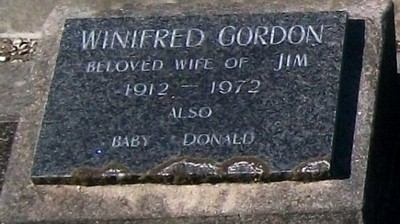 WINIFRED GORDON
BELOVED WIFE OF JIM
1912 - 1972
ALSO
BABY DONALD